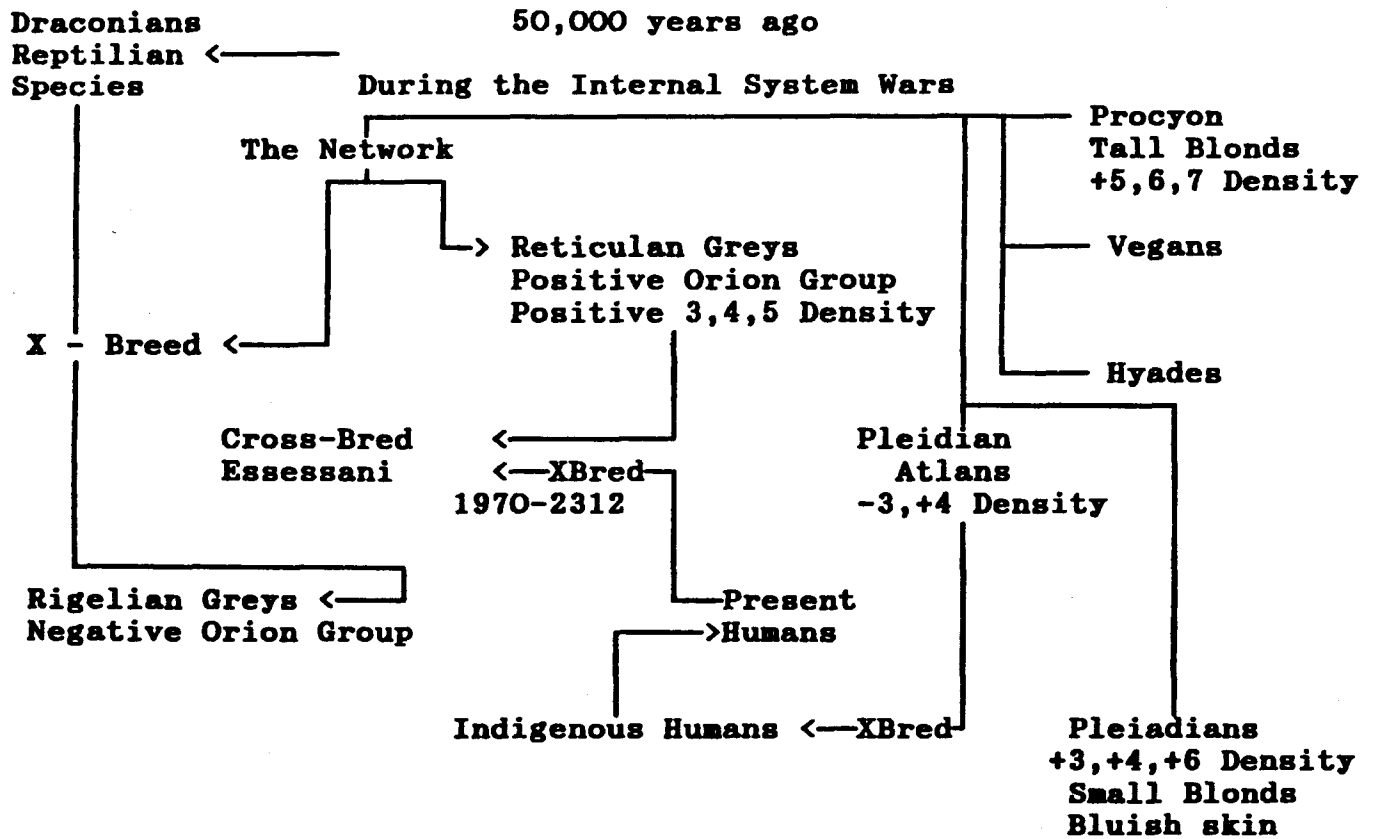 Draconians
Reptilian <
Species
50,000 years ago
During the Internal System Wars
The Network
Procyon
Tall Blonds
+5,6,7 Density
> Reticulan Greys
Positive Orion Group
Positive 3,4,5 Density
Vegans
X - Breed <
Hyades
Cross-Bred <
Essessani <—XBred
1970-2312
Pleidian
Atlans
-3,+4 Density
Rigelian Greys <
Negative Orion Group
Present
>Humans
Indigenous Humans <—XBred
Pleiadians
+3,+4,+6 Density
Small Blonds
Bluish skin